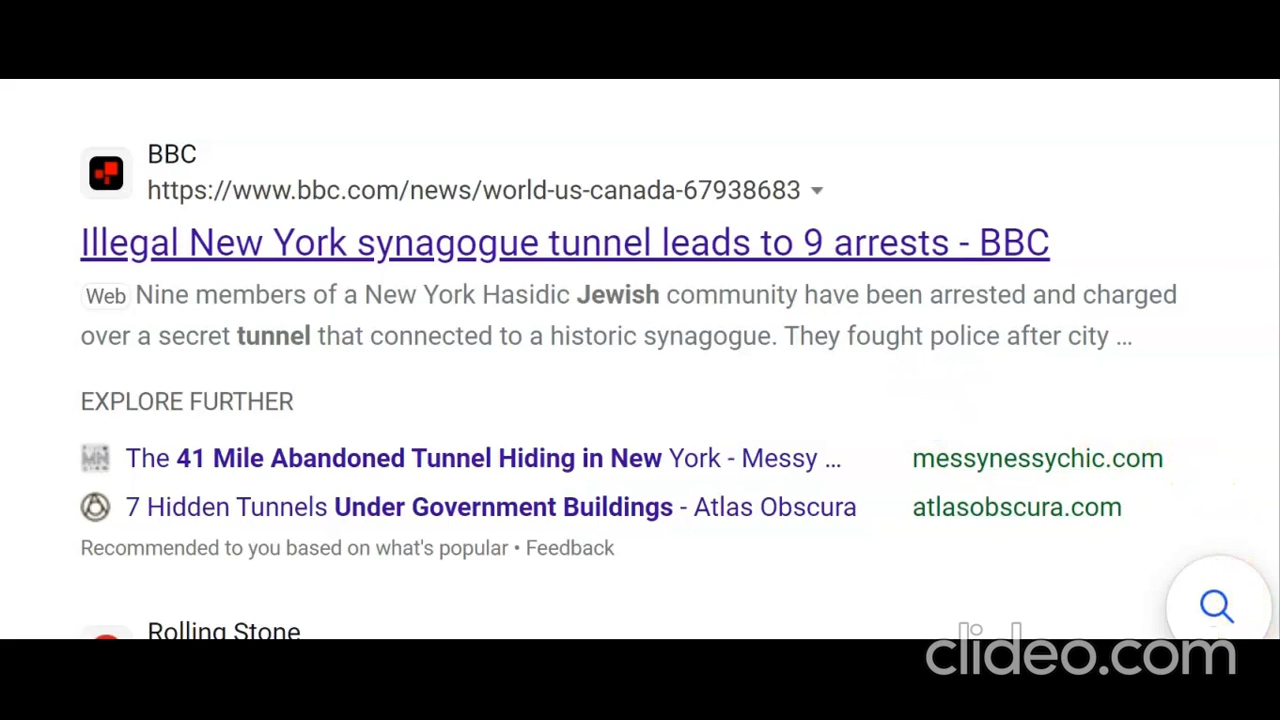 BBC
https://www.bbc.com/news/world-us-canada-67938683
Illegal New York synagogue tunnel leads to 9 arrests - BBC
Web Nine members of a New York Hasidic Jewish community have been arrested and charged
over a secret tunnel that connected to a historic synagogue. They fought police after city ...
EXPLORE FURTHER
The 41 Mile Abandoned Tunnel Hiding in New York - Messy ... messynessychic.com
7 Hidden Tunnels Under Government Buildings - Atlas Obscura atlasobscura.com
Recommended to you based on what's popular • Feedback
Rolling Stone
clideo.com